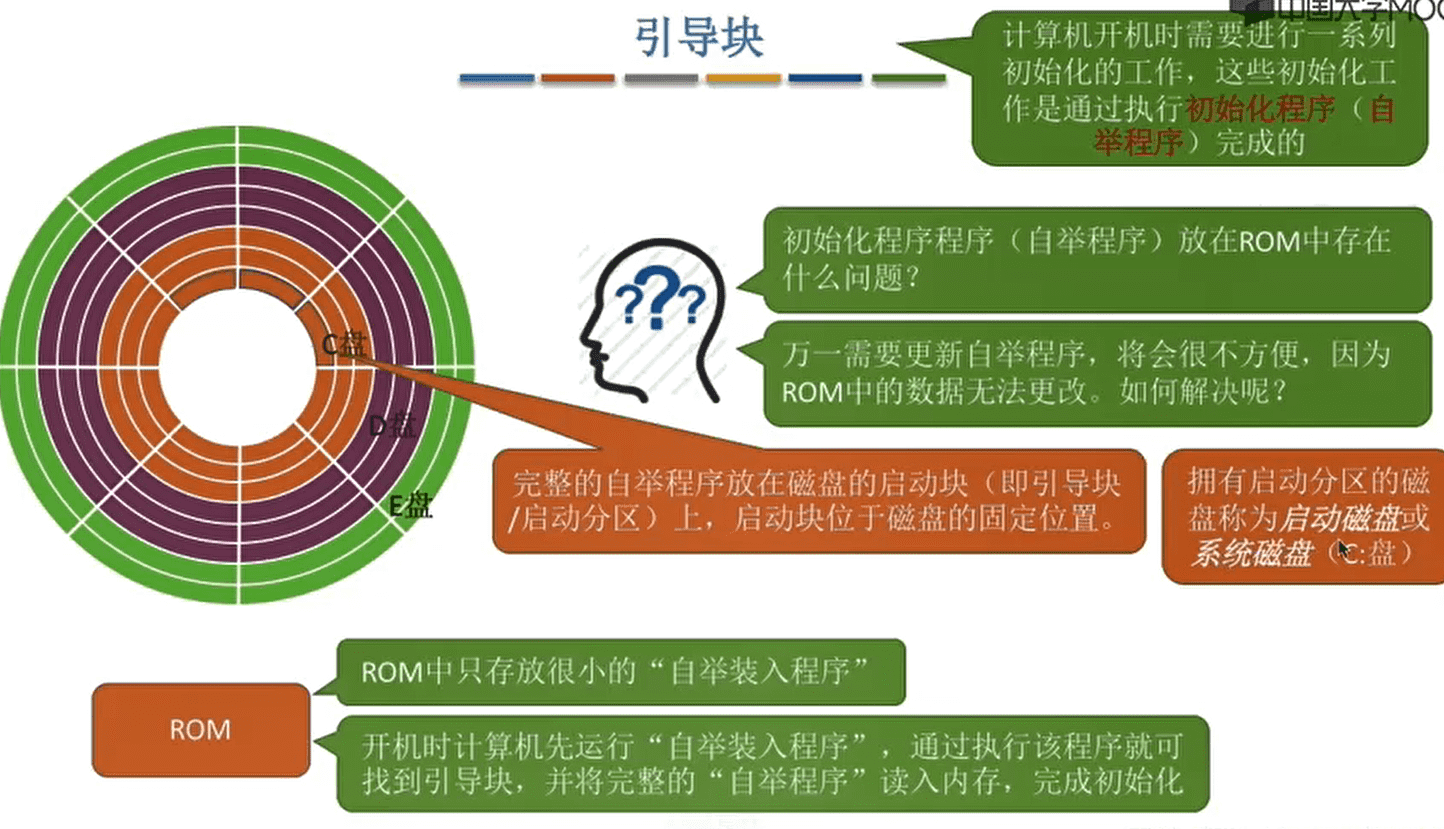 中国大学MOO
引导块
计算机开机时需要进行一系列
初始化的工作，这些初始化工
作是通过执行初始化程序（自
举程序）完成的
初始化程序程序（自举程序）放在ROM中存在
什么问题？
???
万一需要更新自举程序，将会很不方便，因为
ROM中的数据无法更改。如何解决呢？
C盘
D盘
E盘
完整的自举程序放在磁盘的启动块（即引导块
/启动分区）上，启动块位于磁盘的固定位置。
拥有启动分区的磁
盘称为启动磁盘或
系统磁盘（C:盘）
ROM中只存放很小的“自举装入程序”
ROM
开机时计算机先运行“自举装入程序”，通过执行该程序就可
找到引导块，并将完整的“自举程序”读入内存，完成初始化